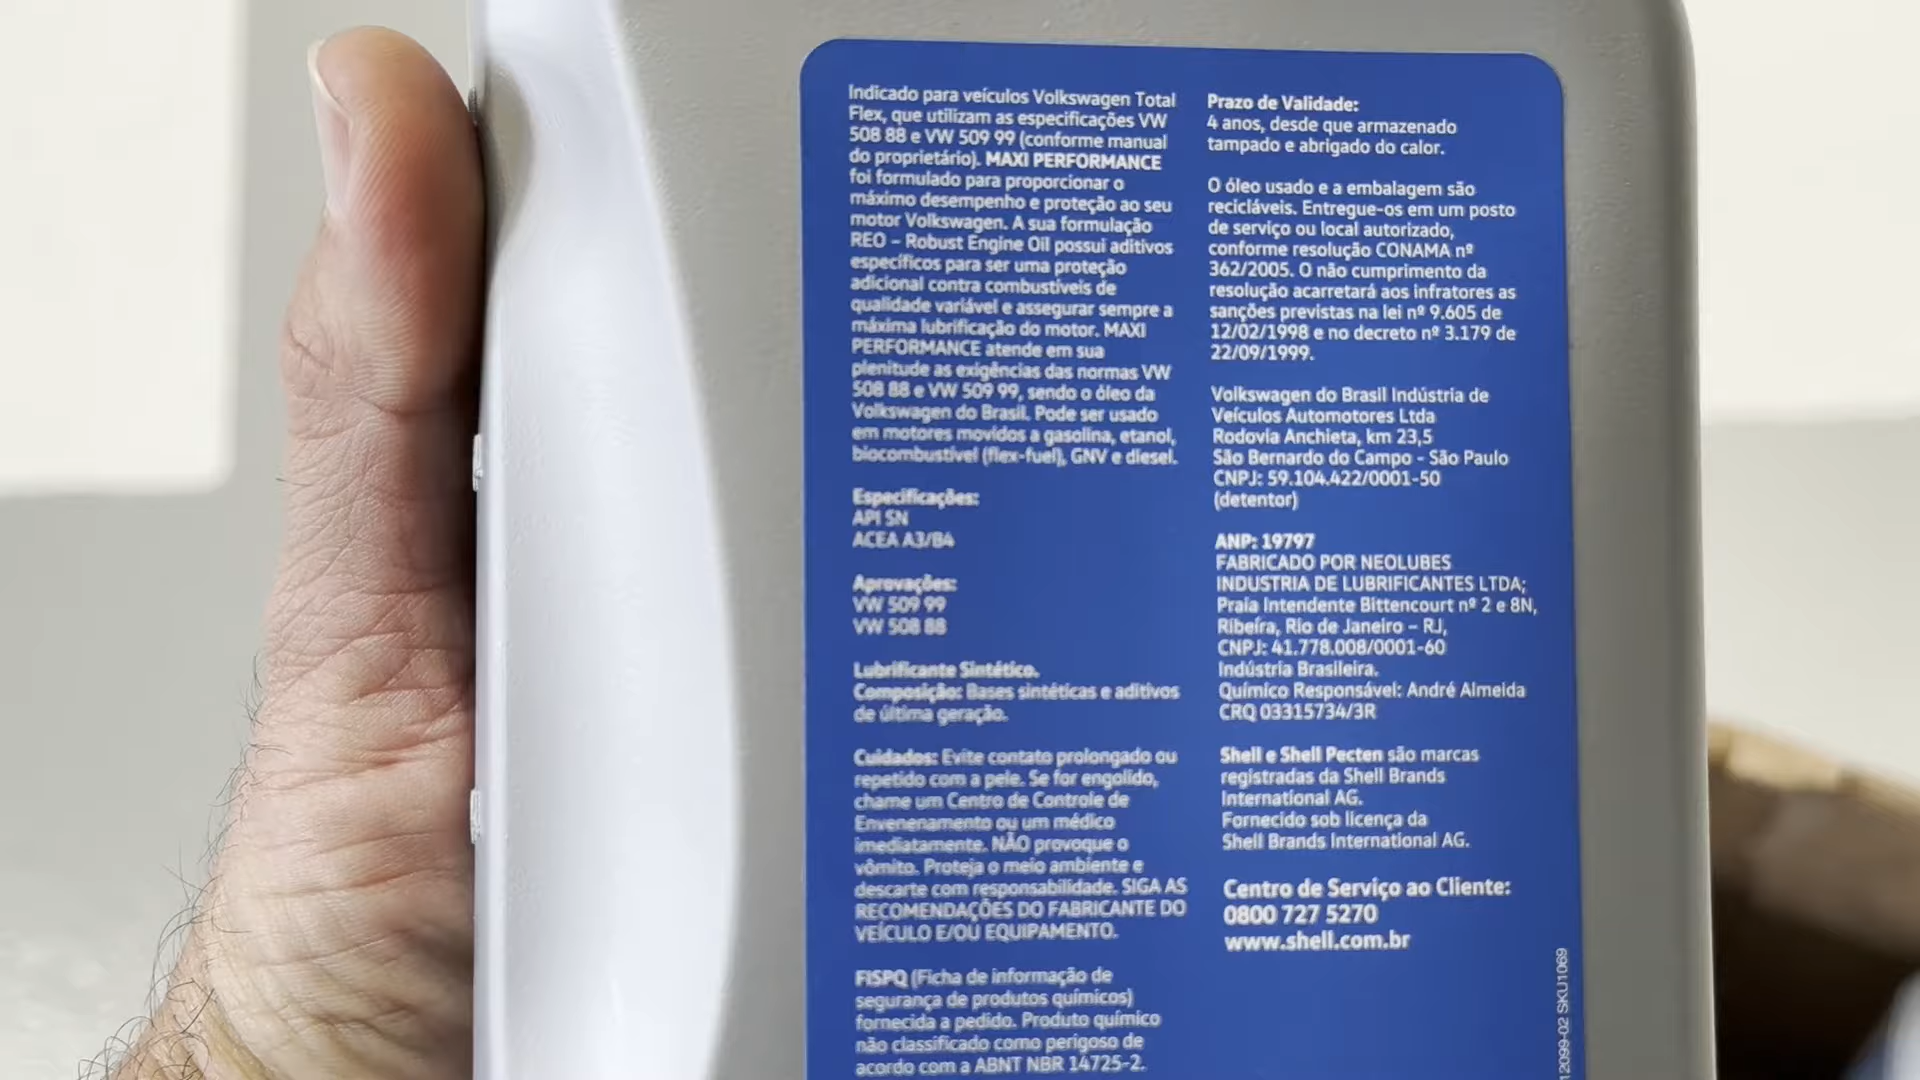 Indicado para veículos Volkswagen Total
Flex, que utilizam as especificações VW
508 88 e VW 509 99 (conforme manual
do proprietário). MAXI PERFORMANCE
foi formulado para proporcionar o
máximo desempenho e proteção ao seu
motor Volkswagen. A sua formulação
REO – Robust Engine Oil possui aditivos
específicos para ser uma proteção
adicional contra combustíveis de
qualidade variável e assegurar sempre a
máxima lubrificação do motor. MAXI
PERFORMANCE atende em sua
plenitude as exigências das normas VW
508 88 e VW 509 99, sendo o óleo da
Volkswagen do Brasil. Pode ser usado
em motores movidos a gasolina, etanol,
biocombustível (flex-fuel), GNV e diesel.
Especificações:
API SN
ACEA A3/B4
Aprovações:
VW 509 99
VW 508 88
Lubrificante Sintético.
Composição: Bases sintéticas e aditivos
de última geração.
Cuidados: Evite contato prolongado ou
repetido com a pele. Se for engolido,
chame um Centro de Controle de
Envenenamento ou um médico
imediatamente. NÃO provoque o
vômito. Proteja o meio ambiente e
descarte com responsabilidade. SIGA AS
RECOMENDAÇÕES DO FABRICANTE DO
VEÍCULO E/OU EQUIPAMENTO.
FISPQ (Ficha de informação de
segurança de produtos químicos)
fornecida a pedido. Produto químico
não classificado como perigoso de
acordo com a ABNT NBR 14725-2.
Prazo de Validade:
4 anos, desde que armazenado
tampado e abrigado do calor.
O óleo usado e a embalagem são
recicláveis. Entregue-os em um posto
de serviço ou local autorizado,
conforme resolução CONAMA nº
362/2005. O não cumprimento da
resolução acarretará aos infratores as
sanções previstas na lei nº 9.605 de
12/02/1998 e no decreto nº 3.179 de
22/09/1999.
Volkswagen do Brasil Indústria de
Veículos Automotores Ltda
Rodovia Anchieta, km 23,5
São Bernardo do Campo - São Paulo
CNPJ: 59.104.422/0001-50
(detentor)
ANP: 19797
FABRICADO POR NEOLUBES
INDUSTRIA DE LUBRIFICANTES LTDA;
Praia Intendente Bittencourt nº 2 e 8N,
Ribeira, Rio de Janeiro – RJ,
CNPJ: 41.778.008/0001-60
Indústria Brasileira.
Químico Responsável: André Almeida
CRQ 03315734/3R
Shell e Shell Pecten são marcas
registradas da Shell Brands
International AG.
Fornecido sob licença da
Shell Brands International AG.
Centro de Serviço ao Cliente:
0800 727 5270
www.shell.com.br
12099-02 SKU1069